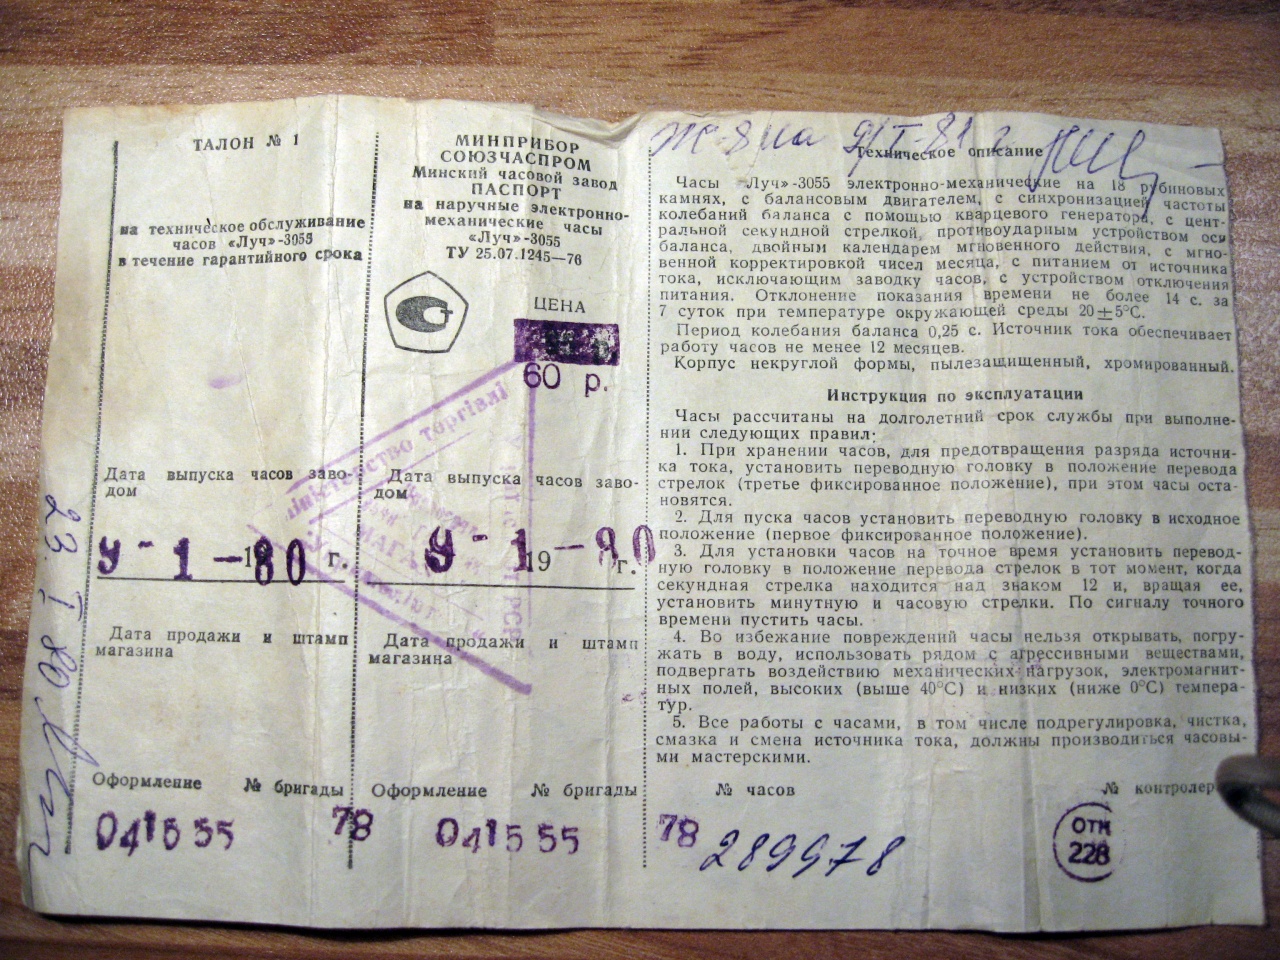 ТАЛОН № 1
на техническое обслуживание
часов «Луч»-3055
в течение гарантийного срока
Дата выпуска часов заво-
дом
У-1-80 г.
Дата продажи и штамп
магазина
Оформление № бригады
041555 78
МИНПРИБОР
СОЮЗЧАСПРОМ
Минский часовой завод
ПАСПОРТ
на наручные электронно-
механические часы
«Луч»-3055
ТУ 25.07.1245—76
ЦЕНА
60 р.
Дата выпуска часов заво-
дом
У-1 19-80 г.
Дата продажи и штамп
магазина
Оформление № бригады
041555 78
Техническое описание
Часы «Луч»-3055 электронно-механические на 18 рубиновых
камнях, с балансовым двигателем, с синхронизацией частоты
колебаний баланса с помощью кварцевого генератора, с цент-
ральной секундной стрелкой, противоударным устройством оси
баланса, двойным календарем мгновенного действия, с мгно-
венной корректировкой чисел месяца, с питанием от источника
тока, исключающим заводку часов, с устройством отключения
питания. Отклонение показания времени не более 14 с. за
7 суток при температуре окружающей среды 20±5°С.
Период колебания баланса 0,25 с. Источник тока обеспечивает
работу часов не менее 12 месяцев.
Корпус некруглой формы, пылезащищенный, хромированный.
Инструкция по эксплуатации
Часы рассчитаны на долголетний срок службы при выполне-
нии следующих правил:
1. При хранении часов, для предотвращения разряда источни-
ка тока, установить переводную головку в положение перевода
стрелок (третье фиксированное положение), при этом часы оста-
новятся.
2. Для пуска часов установить переводную головку в исходное
положение (первое фиксированное положение).
3. Для установки часов на точное время установить перевод-
ную головку в положение перевода стрелок в тот момент, когда
секундная стрелка находится над знаком 12 и, вращая ее,
установить минутную и часовую стрелки. По сигналу точного
времени пустить часы.
4. Во избежание повреждений часы нельзя открывать, погру-
жать в воду, использовать рядом с агрессивными веществами,
подвергать воздействию механических нагрузок, электромагнит-
ных полей, высоких (выше 40°С) и низких (ниже 0°С) темпера-
тур.
5. Все работы с часами, в том числе подрегулировка, чистка,
смазка и смена источника тока, должны производиться часовы-
ми мастерскими.
№ часов № контролера
289978
ОТК
228